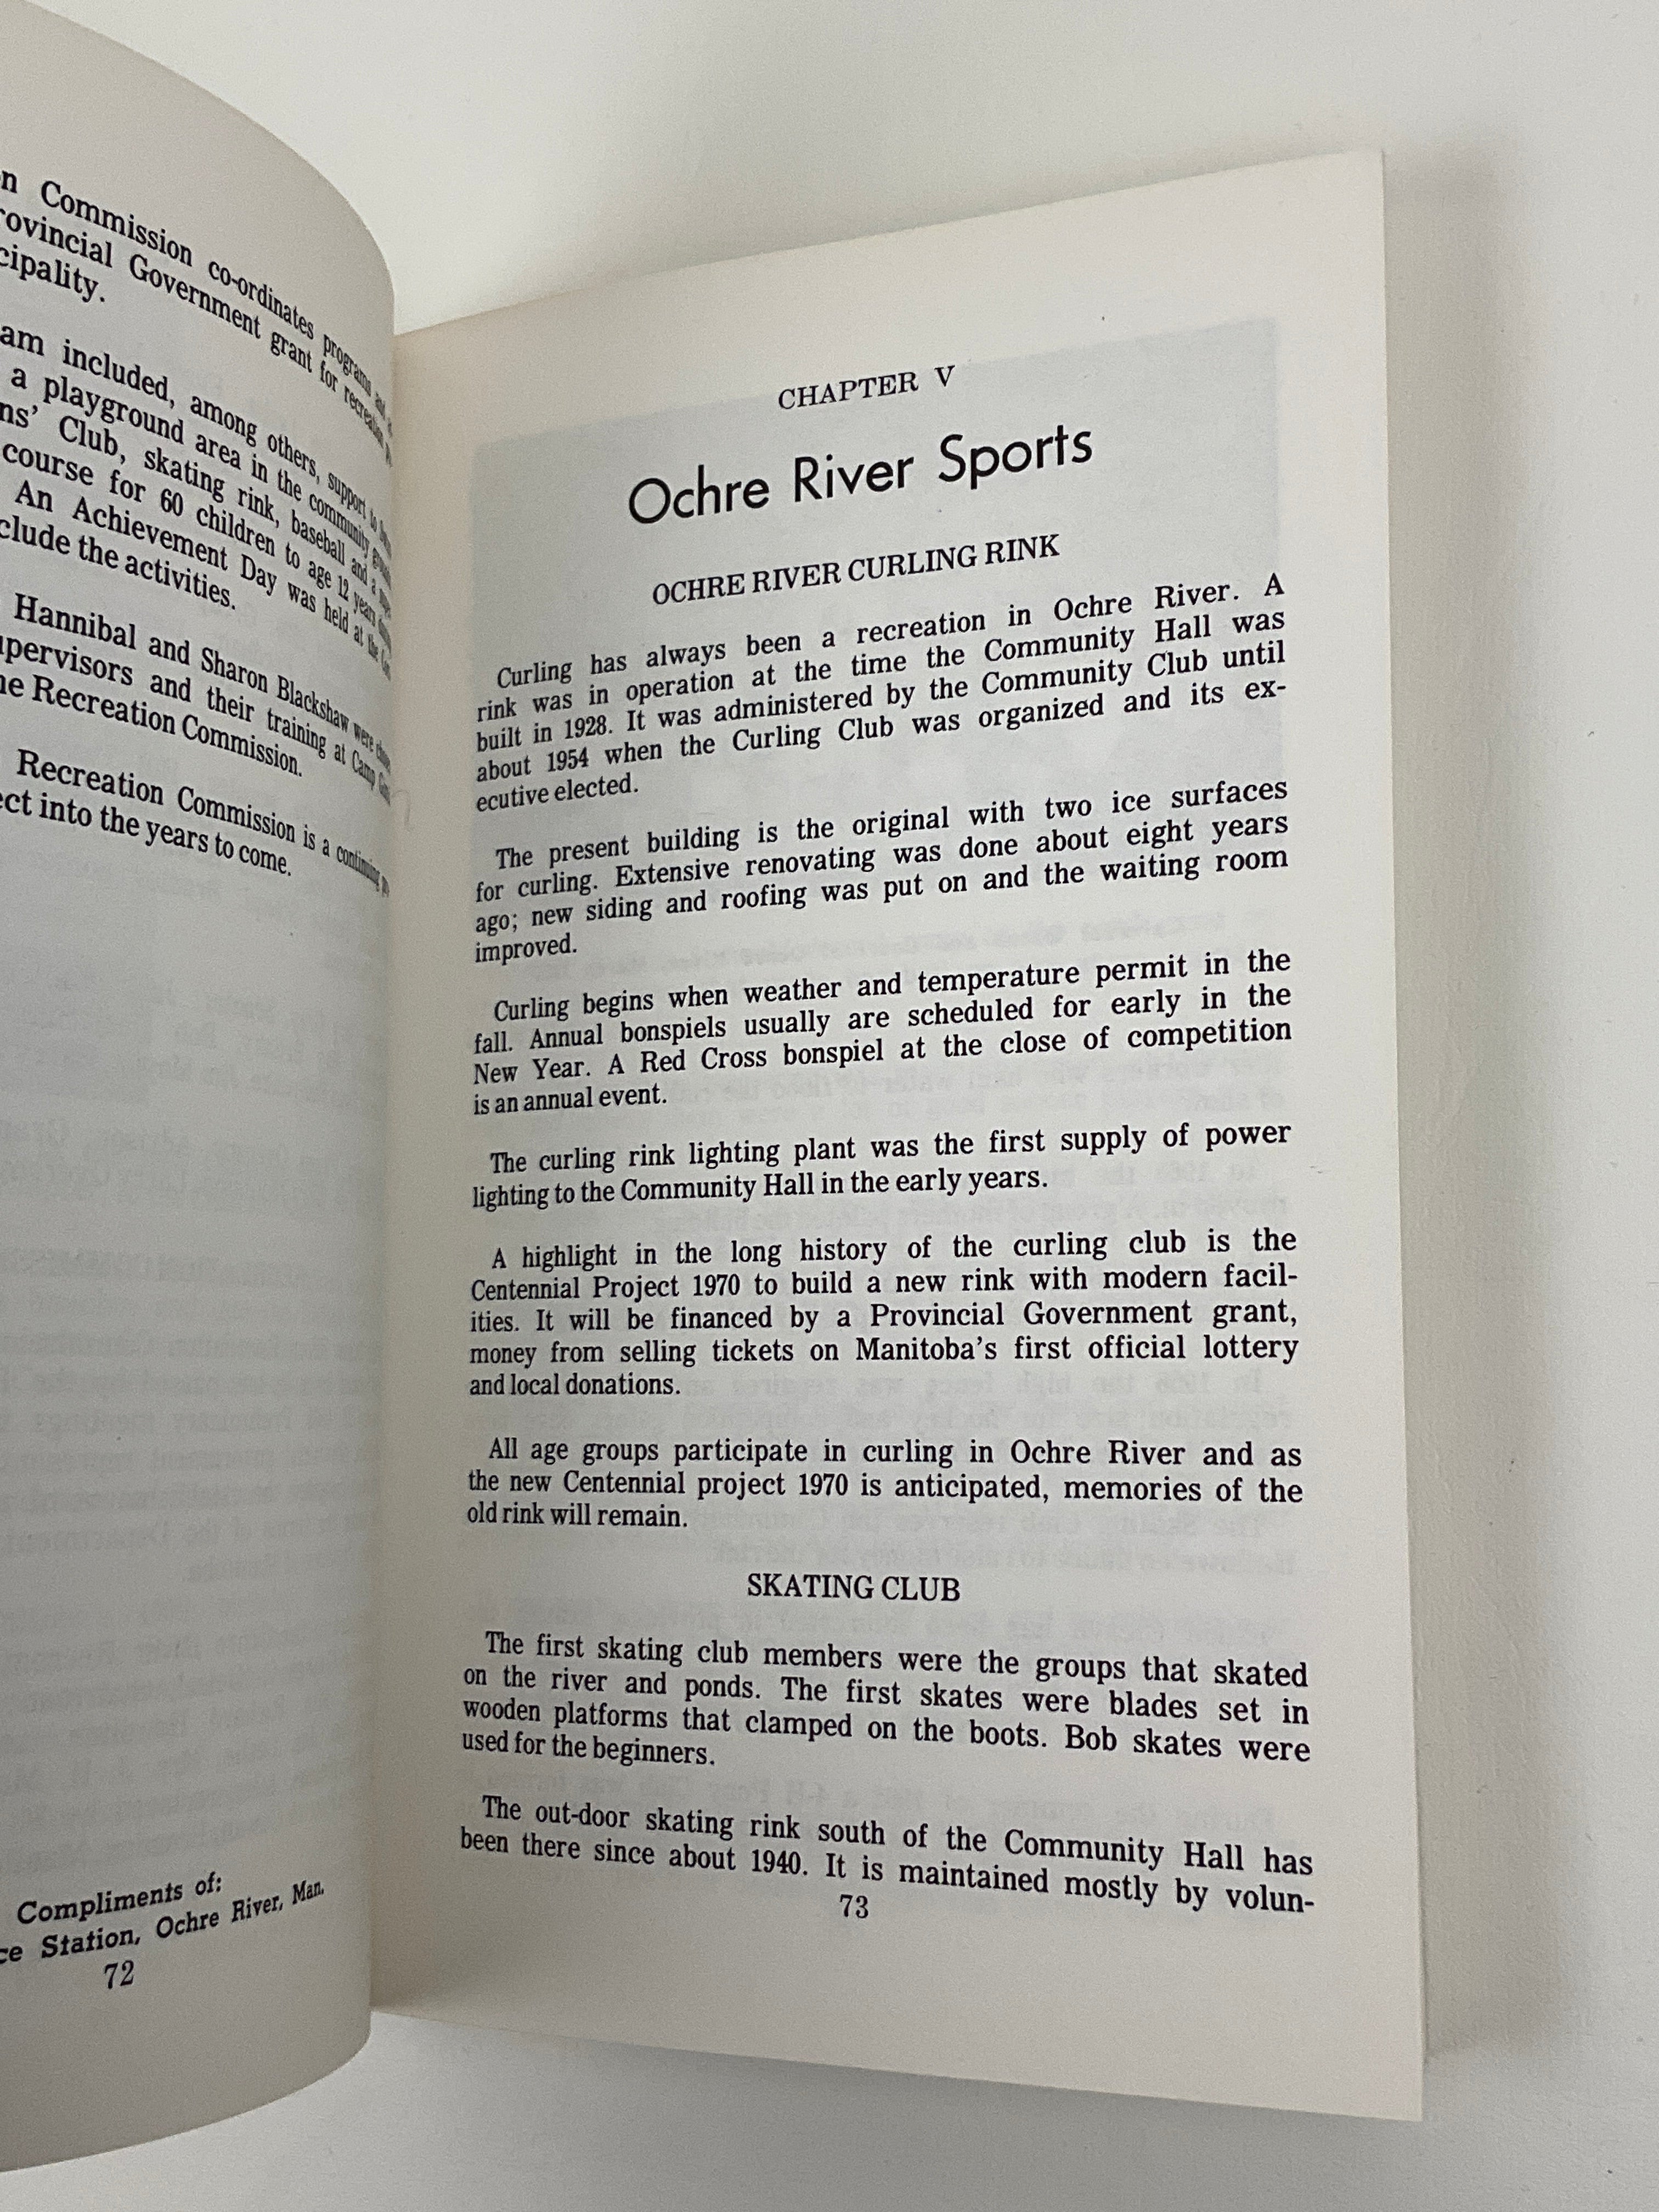 n Commission co-ordinates programs
rovincial Government grant for recreation
cipality.
am included, among others, support to
a playground area in the community
ns' Club, skating rink, baseball and a
course for 60 children to age 12 years
An Achievement Day was held at the
clude the activities.
Hannibal and Sharon Blackshaw were
pervisors and their training at Camp
he Recreation Commission.
Recreation Commission is a continuing
ect into the years to come.
Compliments of:
ce Station, Ochre River, Man.
72
CHAPTER V
Ochre River Sports
OCHRE RIVER CURLING RINK
Curling has always been a recreation in Ochre River. A
rink was in operation at the time the Community Hall was
built in 1928. It was administered by the Community Club until
about 1954 when the Curling Club was organized and its ex-
ecutive elected.
The present building is the original with two ice surfaces
for curling. Extensive renovating was done about eight years
ago; new siding and roofing was put on and the waiting room
improved.
Curling begins when weather and temperature permit in the
fall. Annual bonspiels usually are scheduled for early in the
New Year. A Red Cross bonspiel at the close of competition
is an annual event.
The curling rink lighting plant was the first supply of power
lighting to the Community Hall in the early years.
A highlight in the long history of the curling club is the
Centennial Project 1970 to build a new rink with modern facil-
ities. It will be financed by a Provincial Government grant,
money from selling tickets on Manitoba's first official lottery
and local donations.
All age groups participate in curling in Ochre River and as
the new Centennial project 1970 is anticipated, memories of the
old rink will remain.
SKATING CLUB
The first skating club members were the groups that skated
on the river and ponds. The first skates were blades set in
wooden platforms that clamped on the boots. Bob skates were
used for the beginners.
The out-door skating rink south of the Community Hall has
been there since about 1940. It is maintained mostly by volun-
73